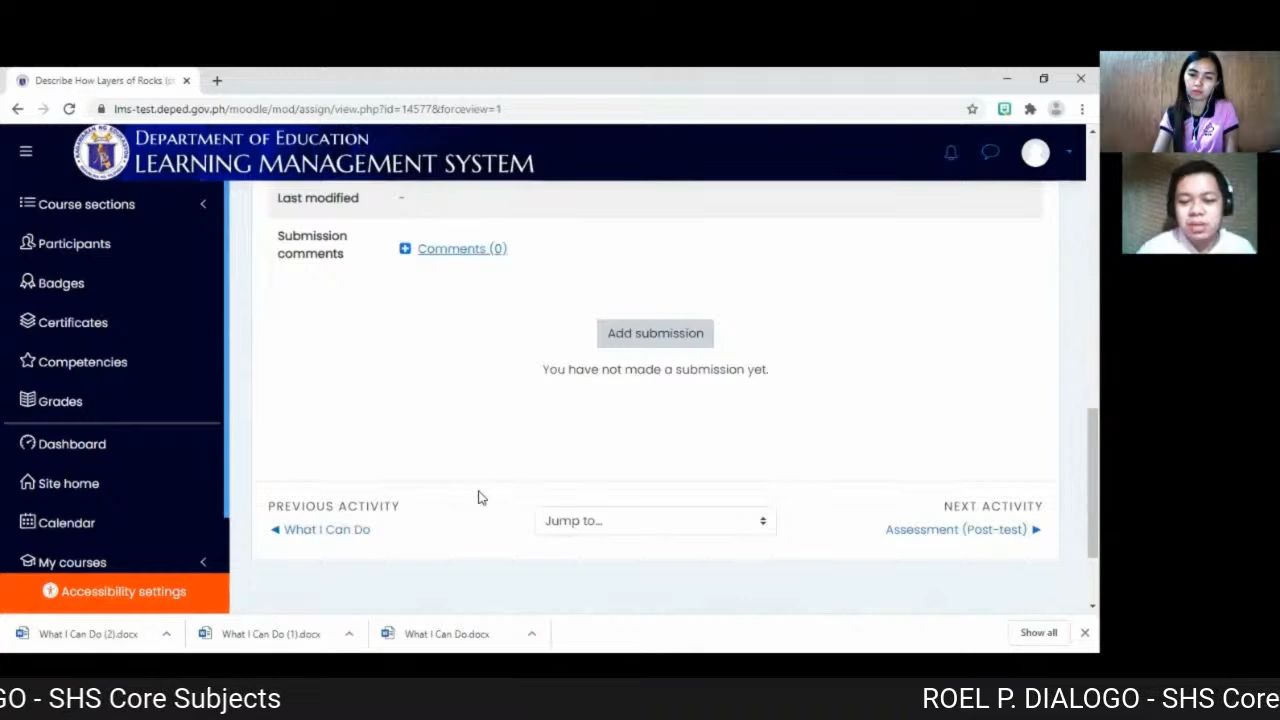 Describe How Layers of Rocks (s
lms-test.deped.gov.ph/moodle/mod/assign/view.php?id=14577&forceview=1
DEPARTMENT OF EDUCATION
LEARNING MANAGEMENT SYSTEM
Course sections
Participants
Badges
Certificates
Competencies
Grades
Dashboard
Site home
Calendar
My courses
Accessibility settings
Last modified -
Submission
comments
Comments (0)
Add submission
You have not made a submission yet.
PREVIOUS ACTIVITY
◄ What I Can Do
Jump to...
NEXT ACTIVITY
Assessment (Post-test) ►
What I Can Do (2).docx
What I Can Do (1).docx
What I Can Do.docx
Show all
GO - SHS Core Subjects
ROEL P. DIALOGO - SHS Core